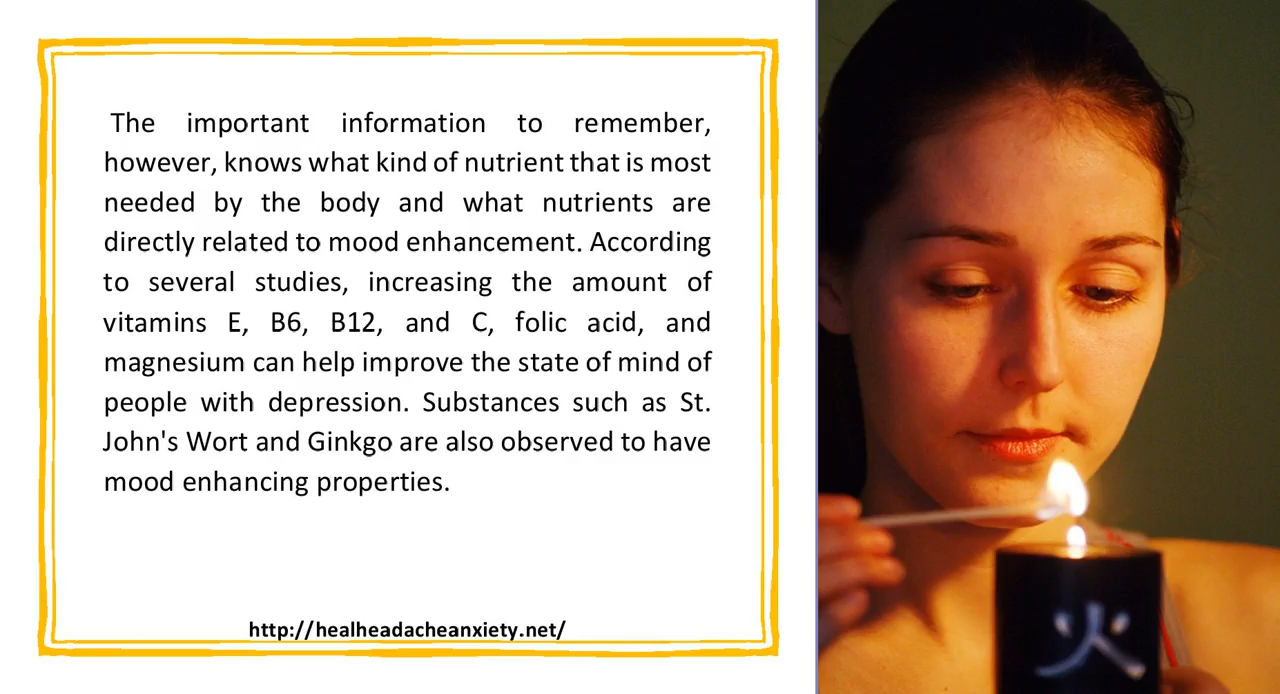 The important information to remember,
however, knows what kind of nutrient that is most
needed by the body and what nutrients are
directly related to mood enhancement. According
to several studies, increasing the amount of
vitamins E, B6, B12, and C, folic acid, and
magnesium can help improve the state of mind of
people with depression. Substances such as St.
John's Wort and Ginkgo are also observed to have
mood enhancing properties.
http://healheadacheanxiety.net/
火